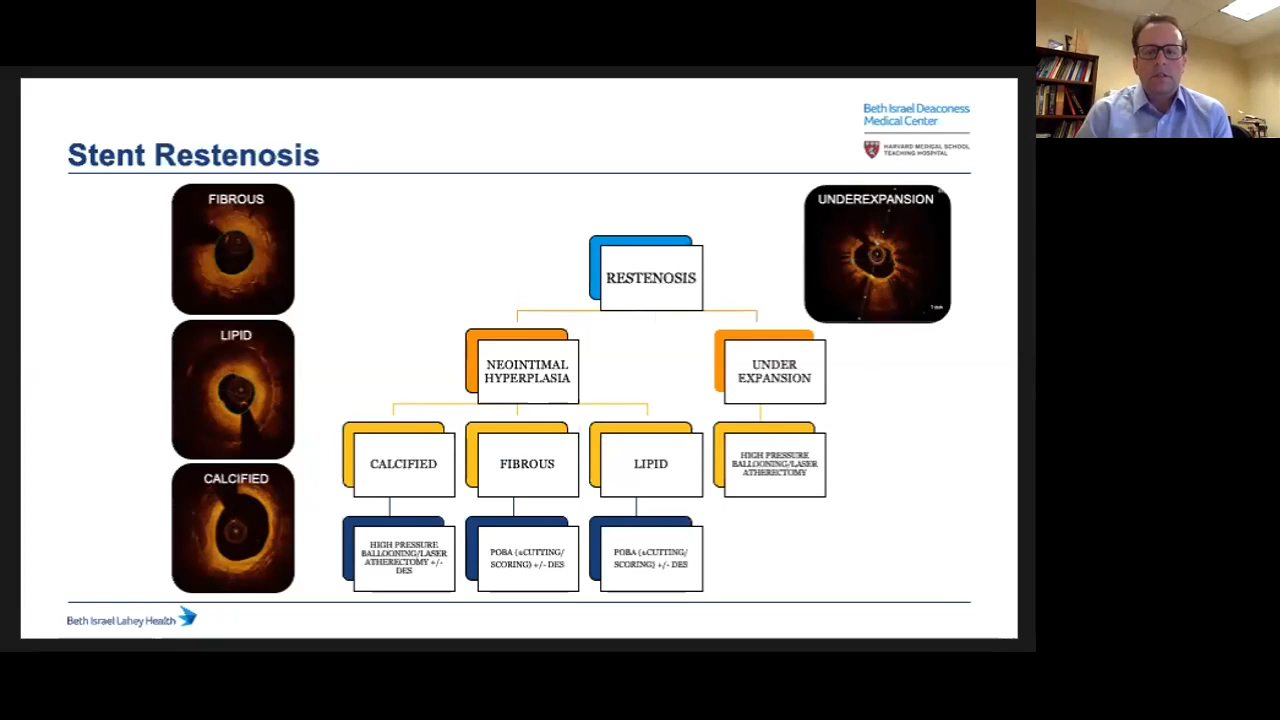 Beth Israel Deaconess
Medical Center
HARVARD MEDICAL SCHOOL
TEACHING HOSPITAL
Stent Restenosis
FIBROUS
LIPID
CALCIFIED
UNDEREXPANSION
1 mm
RESTENOSIS
NEOINTIMAL
HYPERPLASIA
UNDER
EXPANSION
CALCIFIED
FIBROUS
LIPID
HIGH PRESSURE
BALLOONING/LASER
ATHERECTOMY
HIGH PRESSURE
BALLOONING/LASER
ATHERECTOMY +/-
DES
POBA (±CUTTING/
SCORING) +/- DES
POBA (±CUTTING/
SCORING) +/- DES
Beth Israel Lahey Health